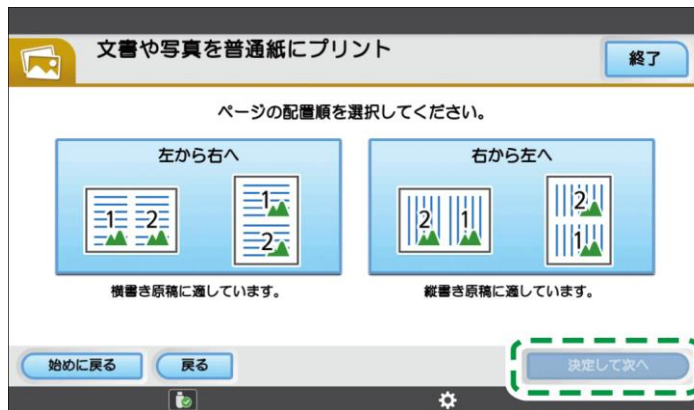 文書や写真を普通紙にプリント
終了
ページの配置順を選択してください。
左から右へ
右から左へ
1 2
1
2
2 1
2
1
横書き原稿に適しています。
縦書き原稿に適しています。
始めに戻る
戻る
決定して次へ